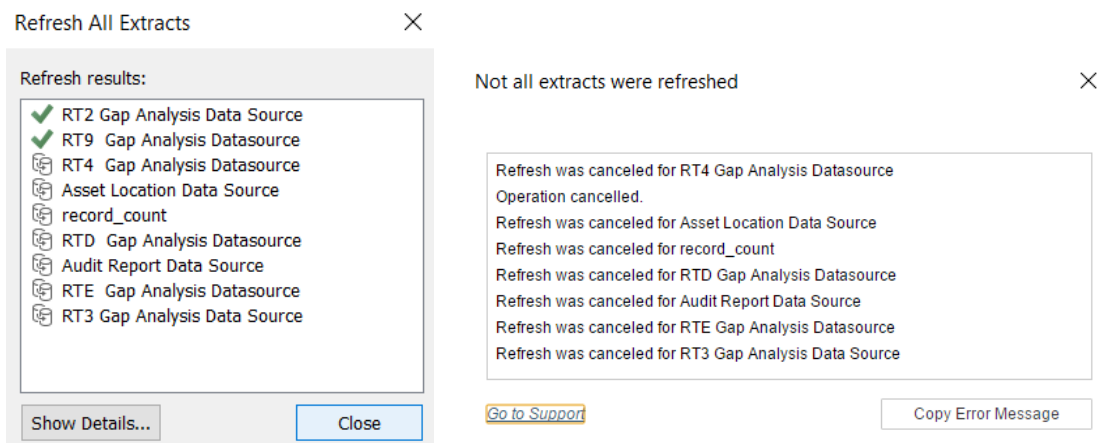 Refresh All Extracts
Refresh results:
RT2 Gap Analysis Data Source
RT9  Gap Analysis Datasource
RT4  Gap Analysis Datasource
Asset Location Data Source
record_count
RTD  Gap Analysis Datasource
Audit Report Data Source
RTE  Gap Analysis Datasource
RT3 Gap Analysis Data Source
Show Details...
Close
Not all extracts were refreshed
Refresh was canceled for RT4 Gap Analysis Datasource
Operation cancelled.
Refresh was canceled for Asset Location Data Source
Refresh was canceled for record_count
Refresh was canceled for RTD Gap Analysis Datasource
Refresh was canceled for Audit Report Data Source
Refresh was canceled for RTE Gap Analysis Datasource
Refresh was canceled for RT3 Gap Analysis Data Source
Go to Support
Copy Error Message